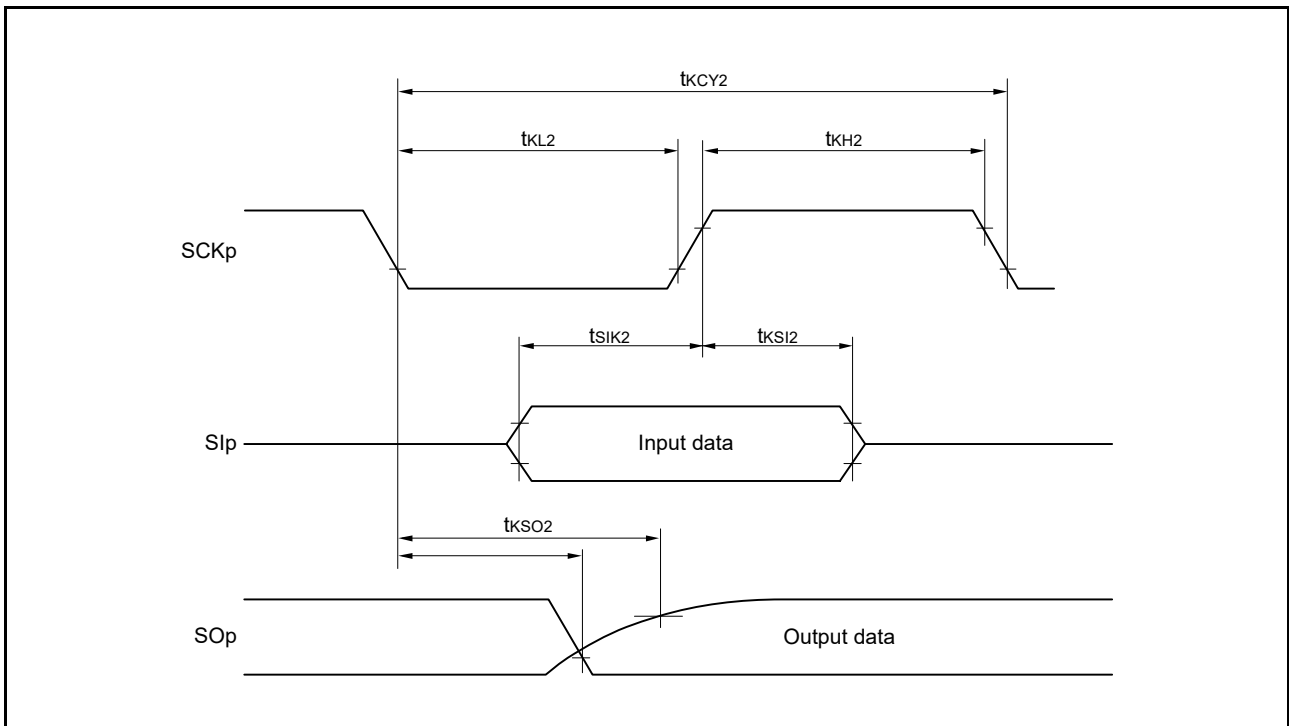 tKCY2
tKL2
tKH2
SCKp
tSIK2
tKSI2
SIp
Input data
tKSO2
SOp
Output data